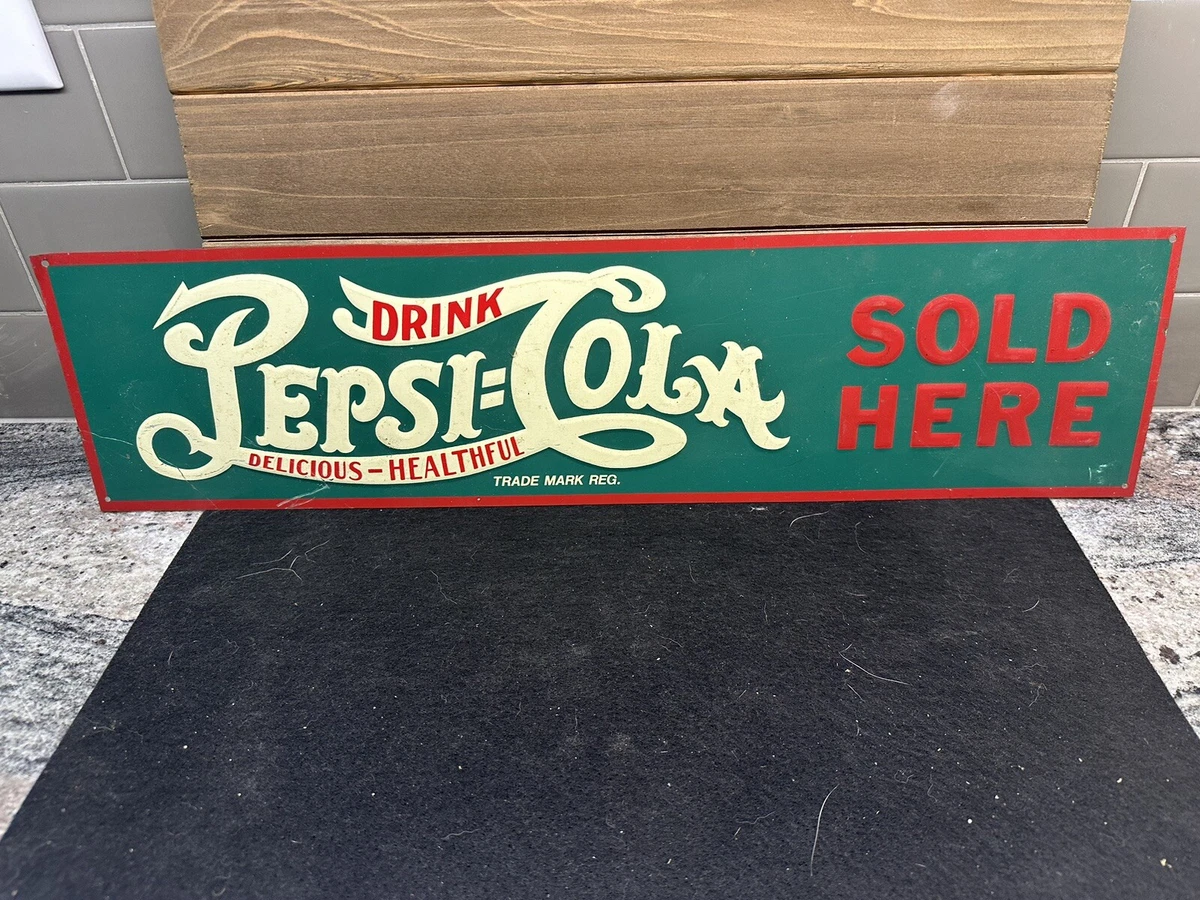 DRINK
PEPSI=COLA
DELICIOUS-HEALTHFUL
TRADE MARK REG.
SOLD
HERE